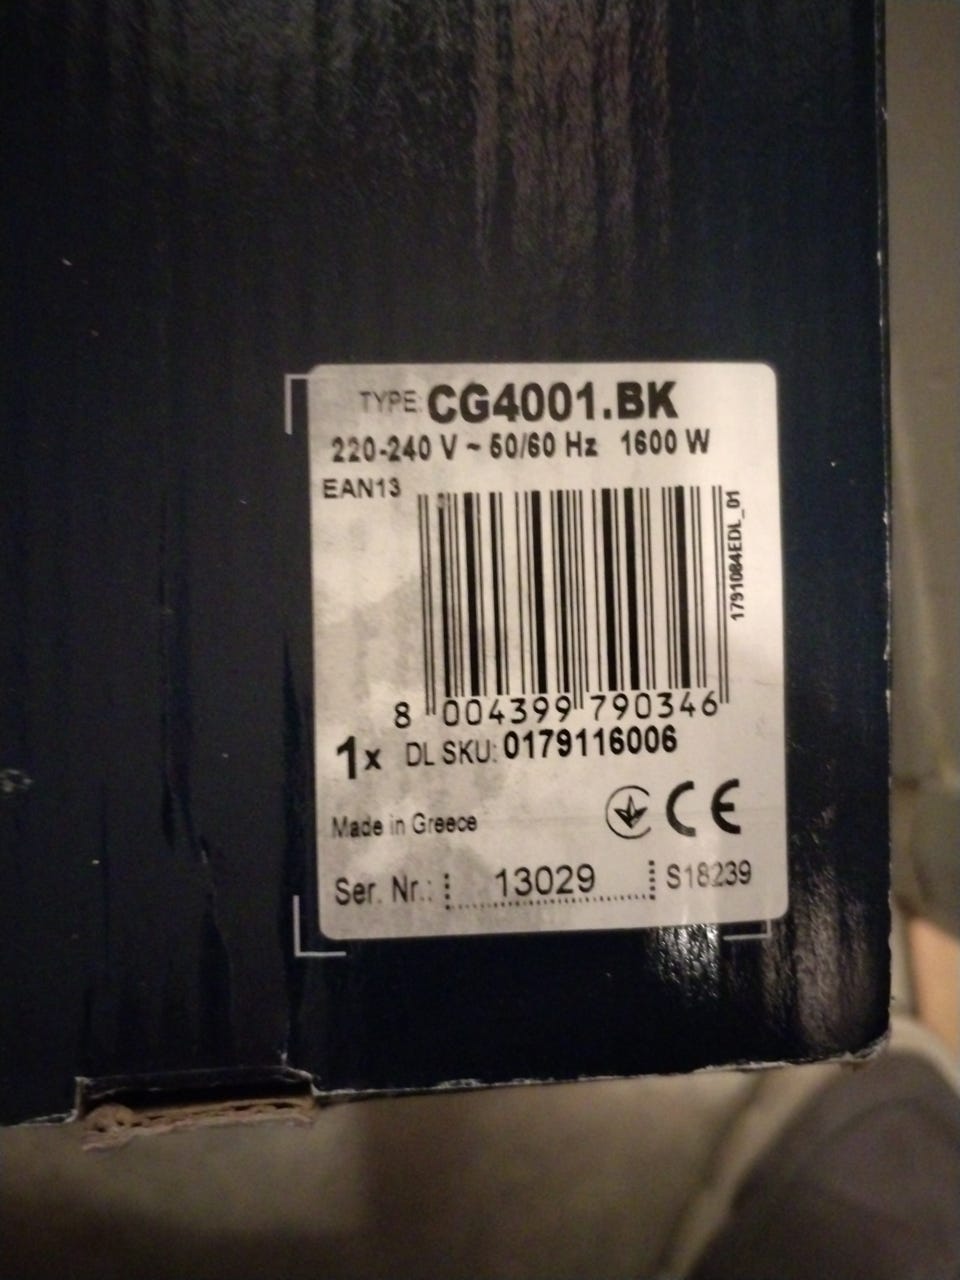 TYPE: CG4001.BK
220-240 V ~ 50/60 Hz 1600 W
EAN13
1791084EDL_01
8 004399 790346
1x DL SKU: 0179116006
Made in Greece
CE
Ser. Nr.: 13029 S18239